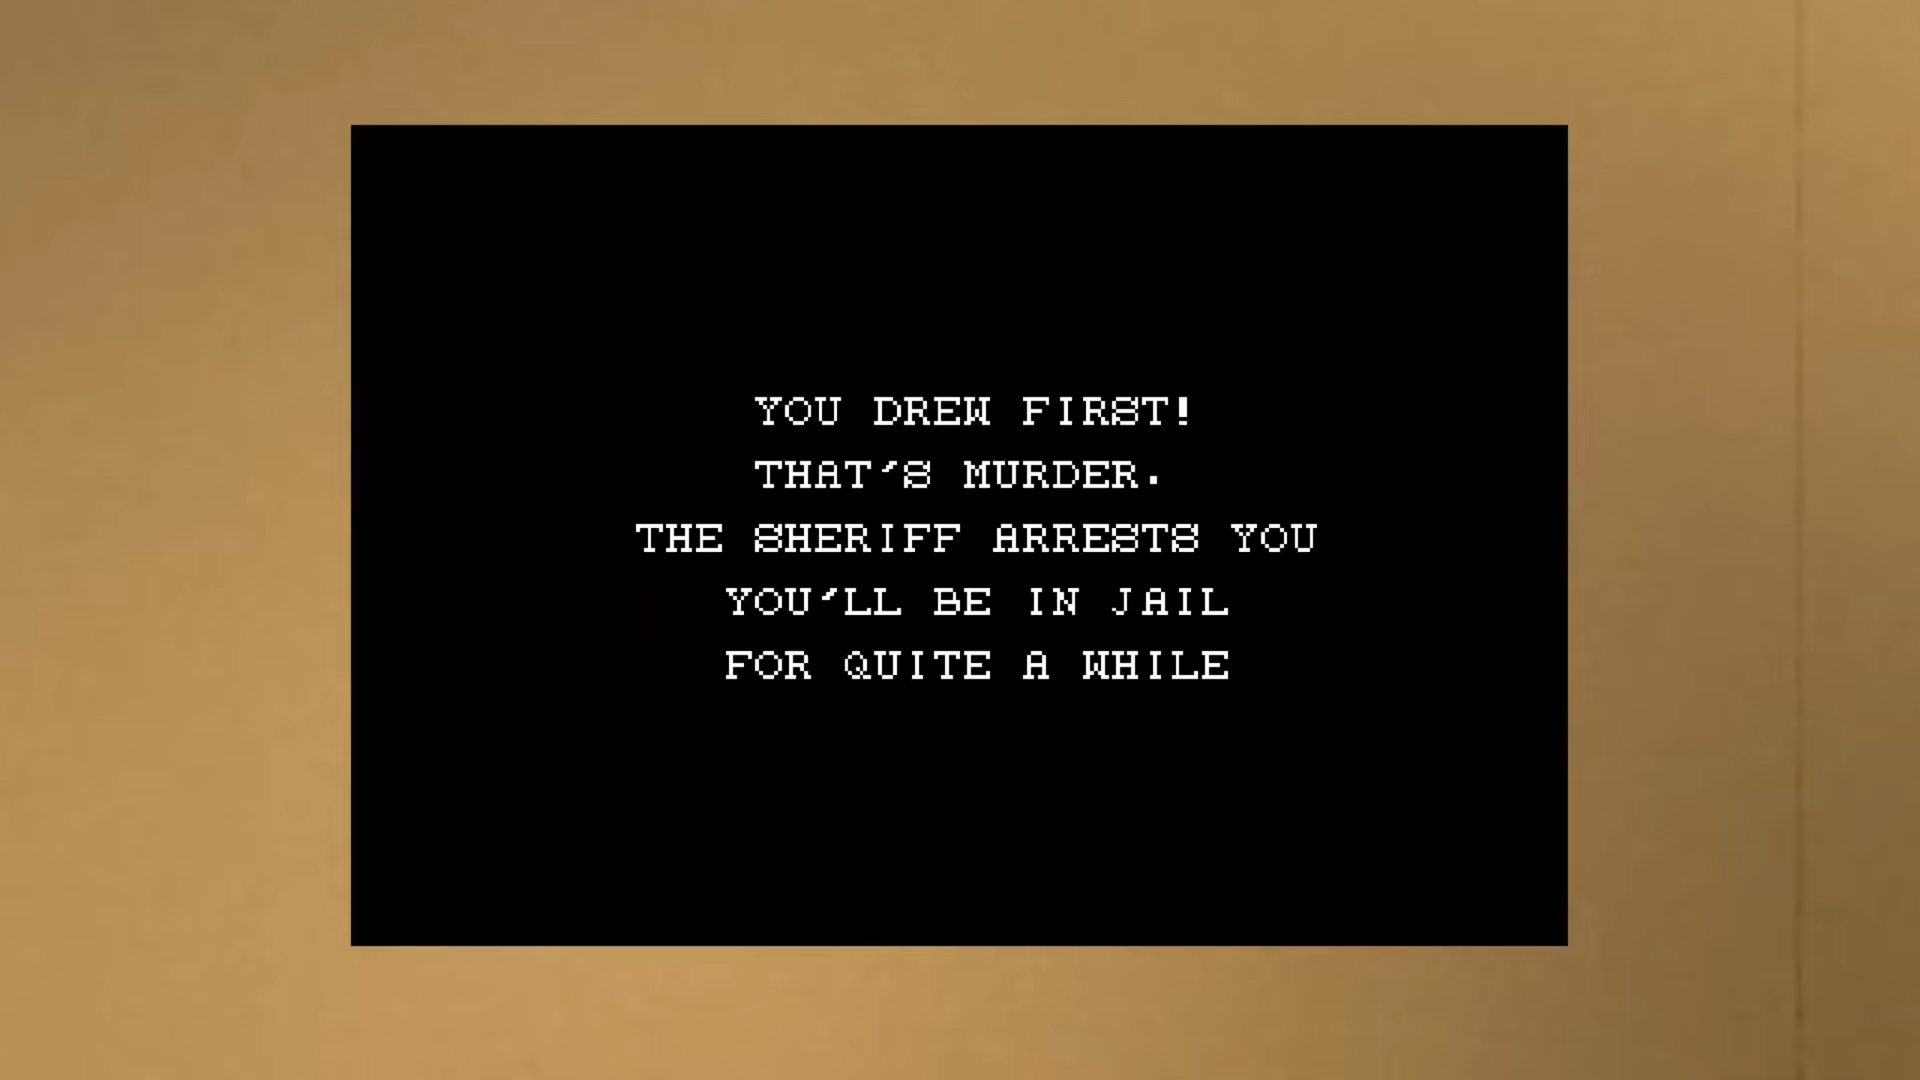 YOU DREW FIRST!
THAT'S MURDER.
THE SHERIFF ARRESTS YOU
YOU'LL BE IN JAIL
FOR QUITE A WHILE